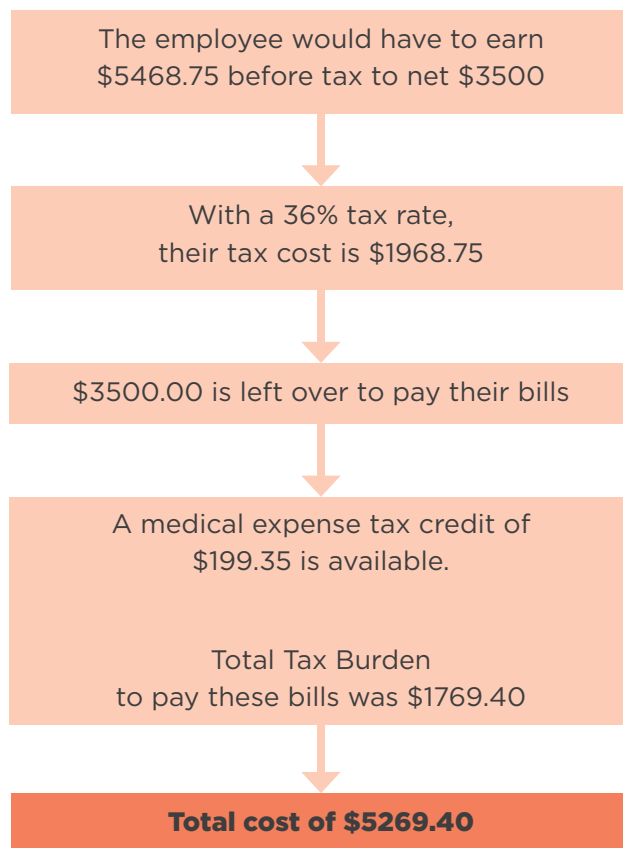 The employee would have to earn
$5468.75 before tax to net $3500
With a 36% tax rate,
their tax cost is $1968.75
$3500.00 is left over to pay their bills
A medical expense tax credit of
$199.35 is available.
Total Tax Burden
to pay these bills was $1769.40
Total cost of $5269.40